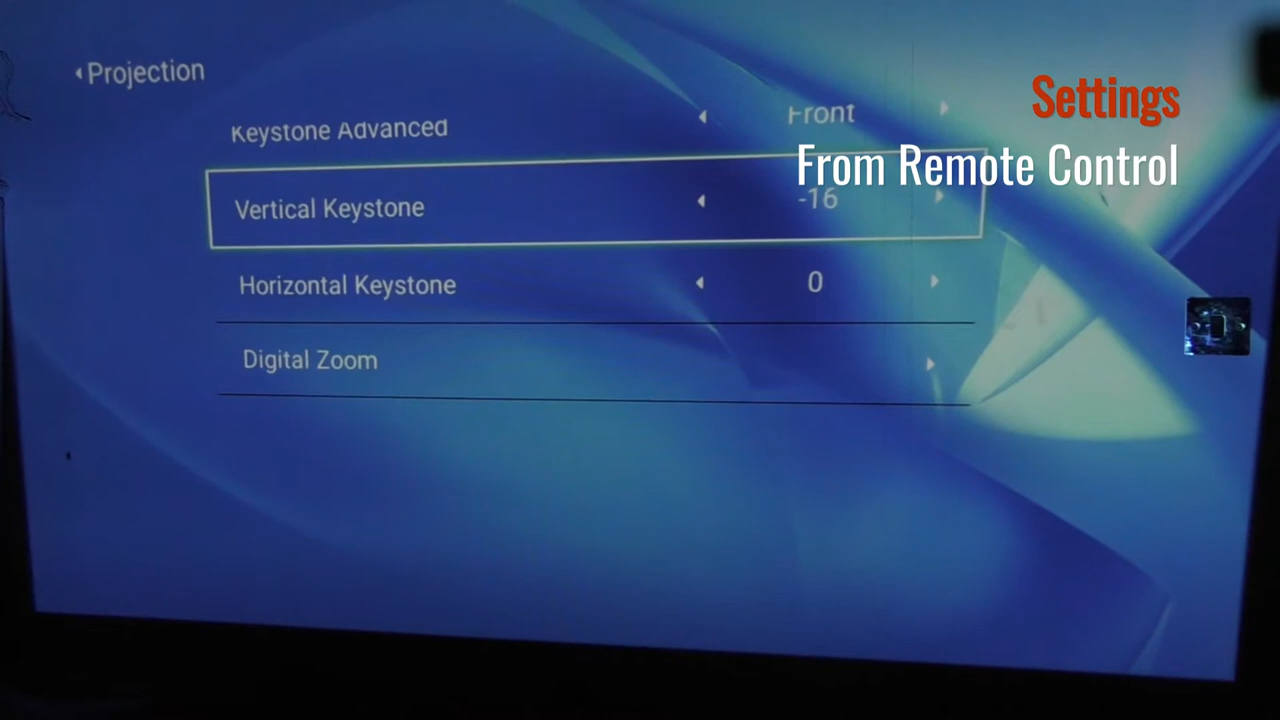 Projection
Settings
Keystone Advanced Front
From Remote Control
Vertical Keystone -16
Horizontal Keystone 0
Digital Zoom